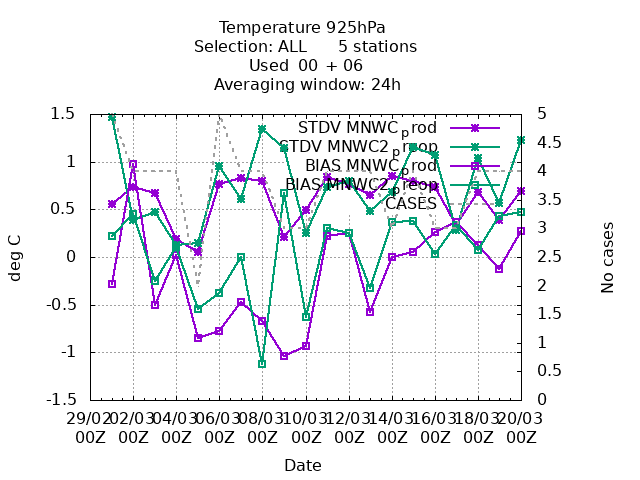 Temperature 925hPa
Selection: ALL 5 stations
Used 00 + 06
Averaging window: 24h
STDV MNWC_prod
STDV MNWC2_preop
BIAS MNWC_prod
BIAS MNWC2_preop
CASES
1.5
1
0.5
0
-0.5
-1
-1.5
deg C
5
4.5
4
3.5
3
2.5
2
1.5
1
0.5
0
No cases
29/02 02/03 04/03 06/03 08/03 10/03 12/03 14/03 16/03 18/03 20/03
00Z 00Z 00Z 00Z 00Z 00Z 00Z 00Z 00Z 00Z 00Z
Date